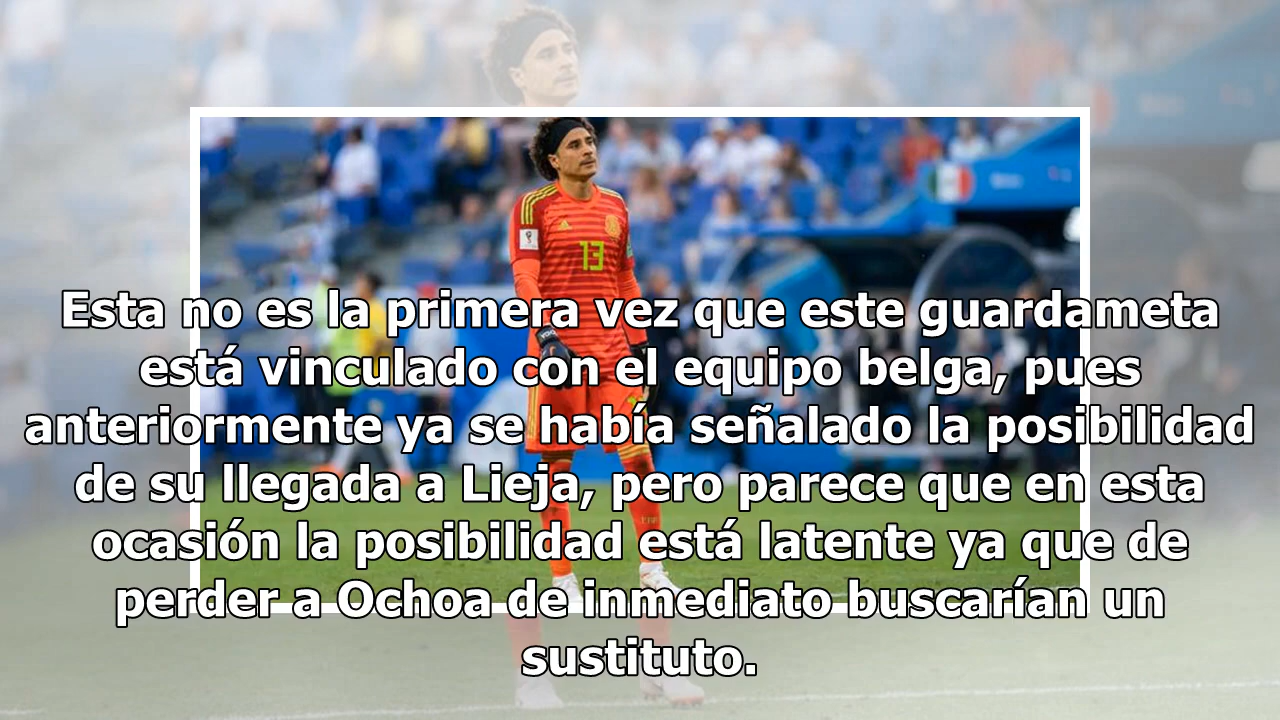 Esta no es la primera vez que este guardameta
está vinculado con el equipo belga, pues
anteriormente ya se había señalado la posibilidad
de su llegada a Lieja, pero parece que en esta
ocasión la posibilidad está latente ya que de
perder a Ochoa de inmediato buscarían un
sustituto.
13